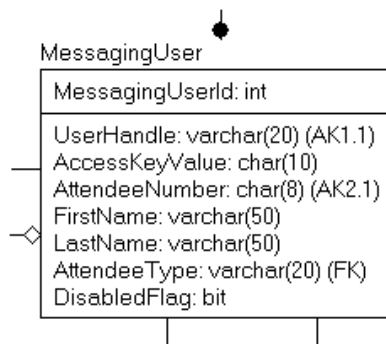 MessagingUser
MessagingUserId: int
UserHandle: varchar(20) (AK1.1)
AccessKeyValue: char(10)
AttendeeNumber: char(8) (AK2.1)
FirstName: varchar(50)
LastName: varchar(50)
AttendeeType: varchar(20) (FK)
DisabledFlag: bit